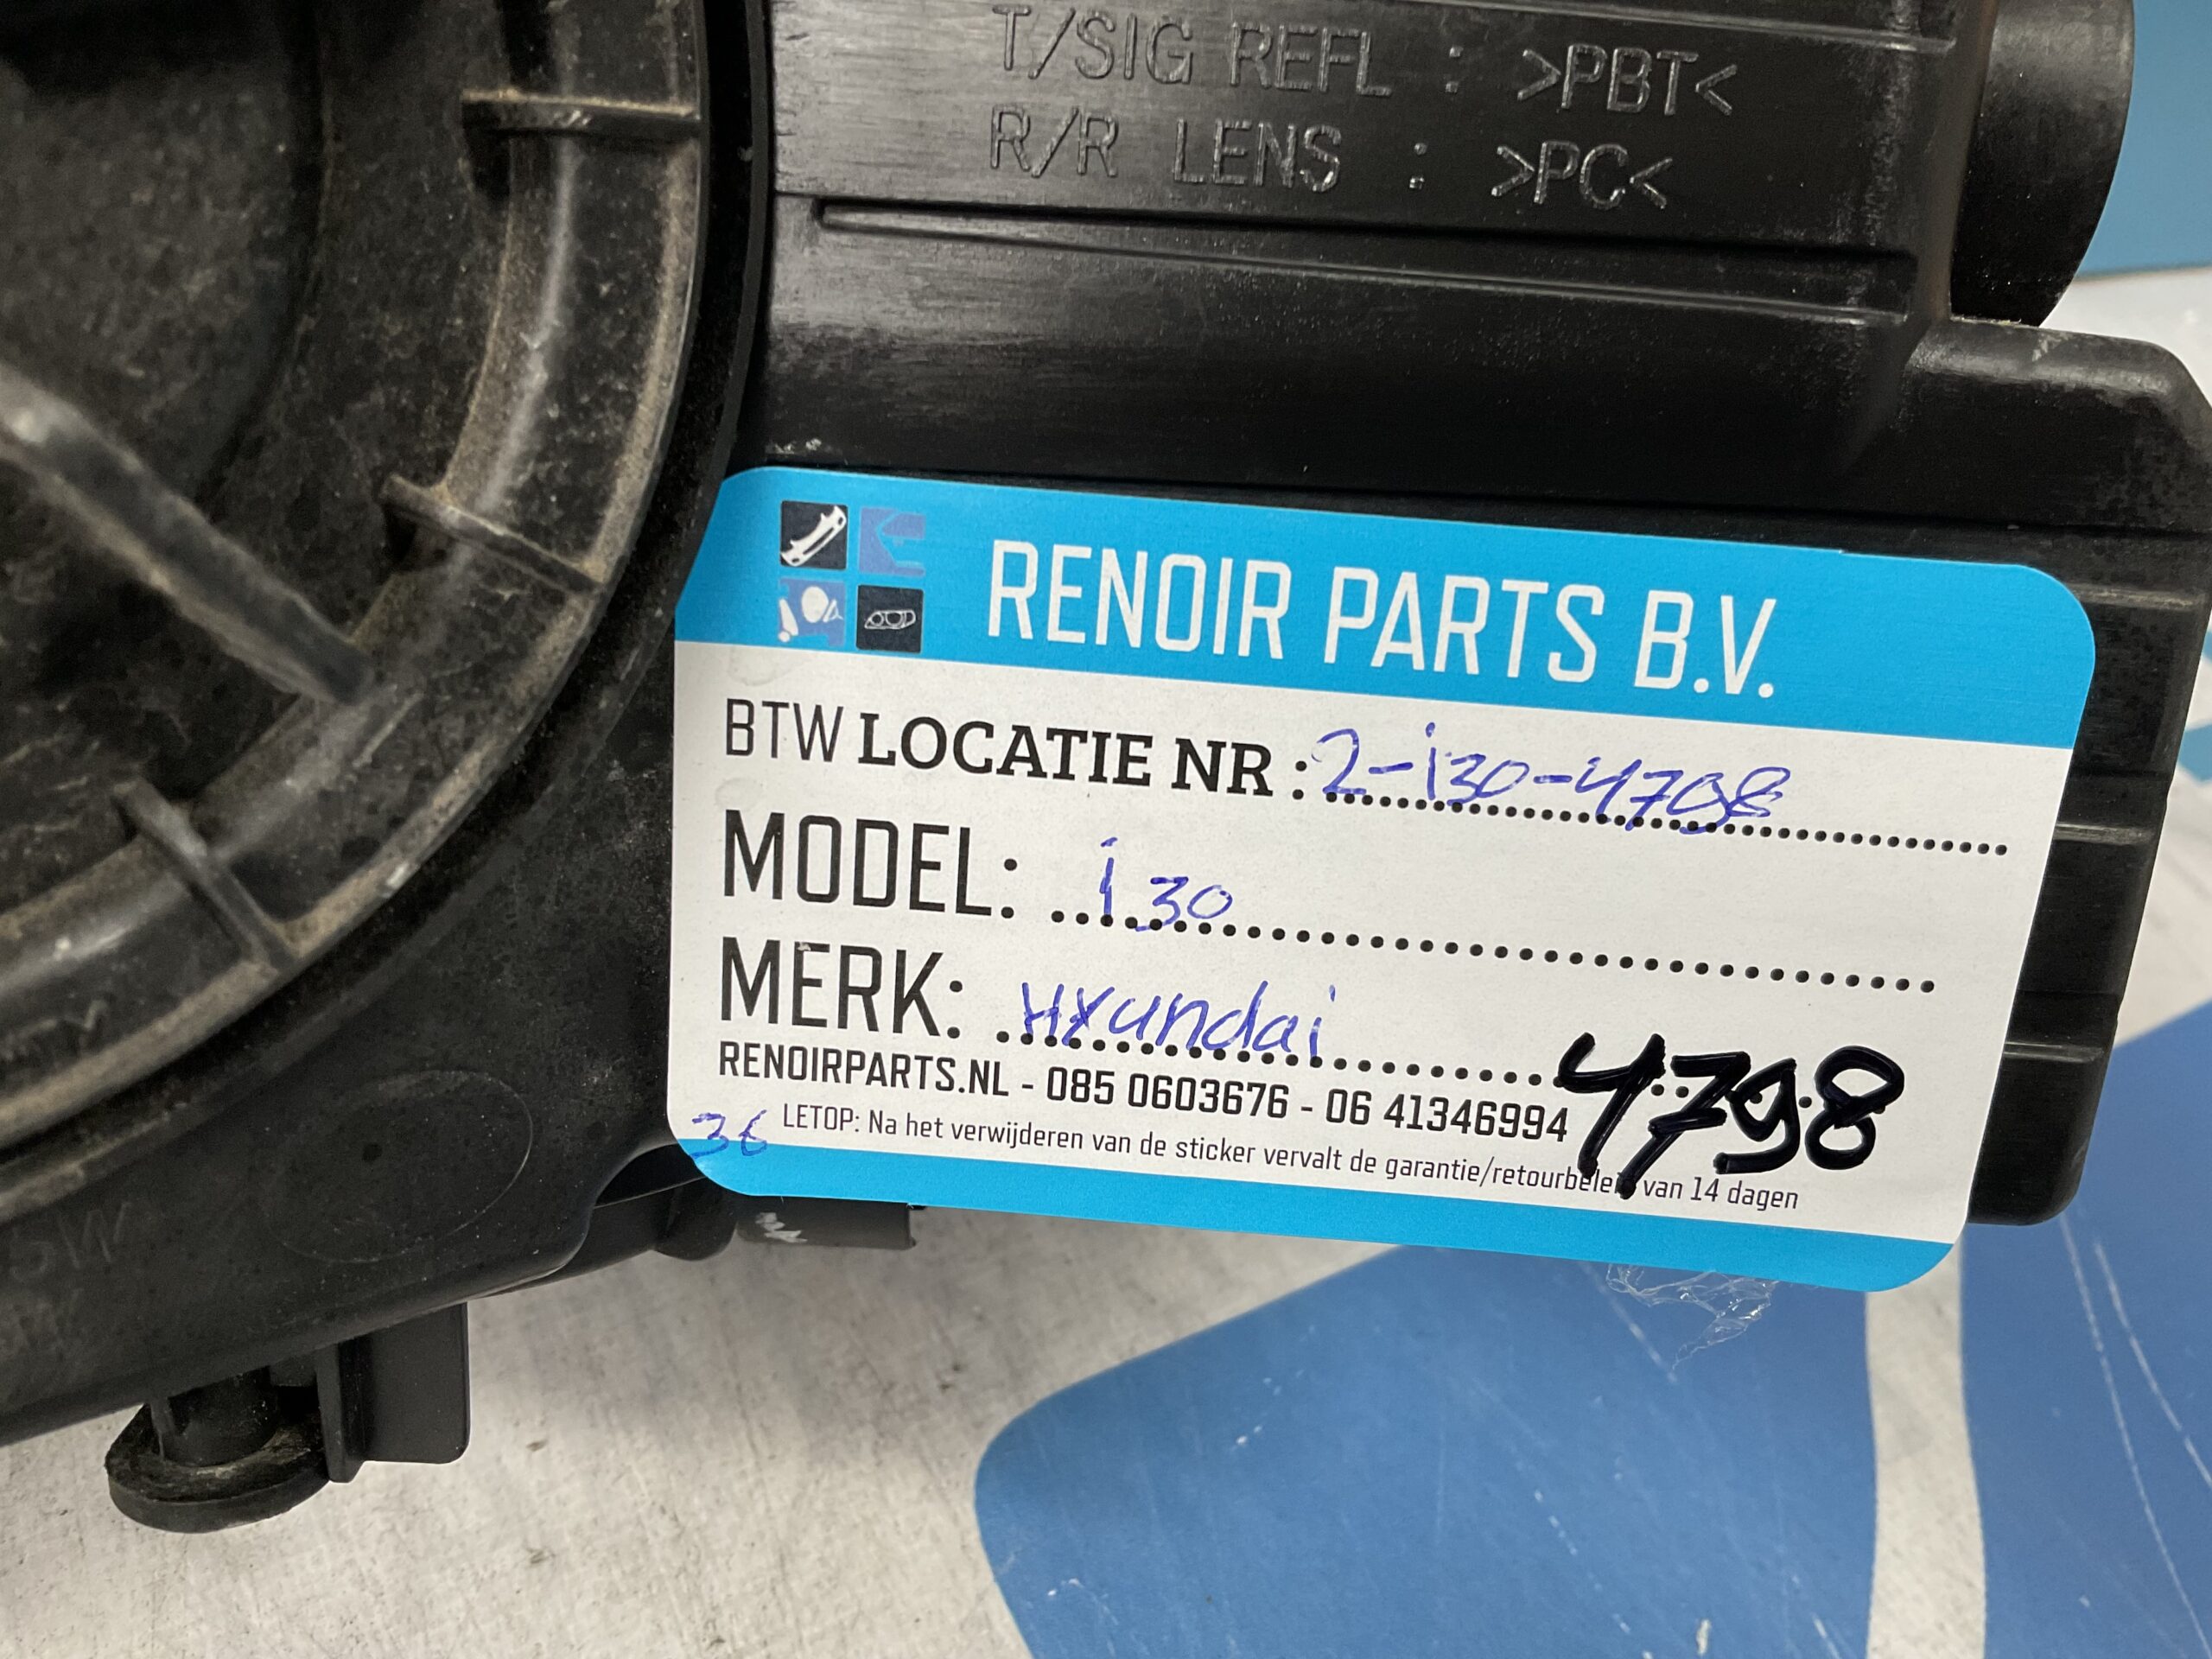 T/SIG REFL : >PBT<
R/R LENS : >PC<
RENOIR PARTS B.V.
BTW LOCATIE NR : 2-i30-4798
MODEL: i30
MERK: Hyundai
RENOIRPARTS.NL - 085 0603676 - 06 41346994
4798
36 LETOP: Na het verwijderen van de sticker vervalt de garantie/retourbeleid van 14 dagen